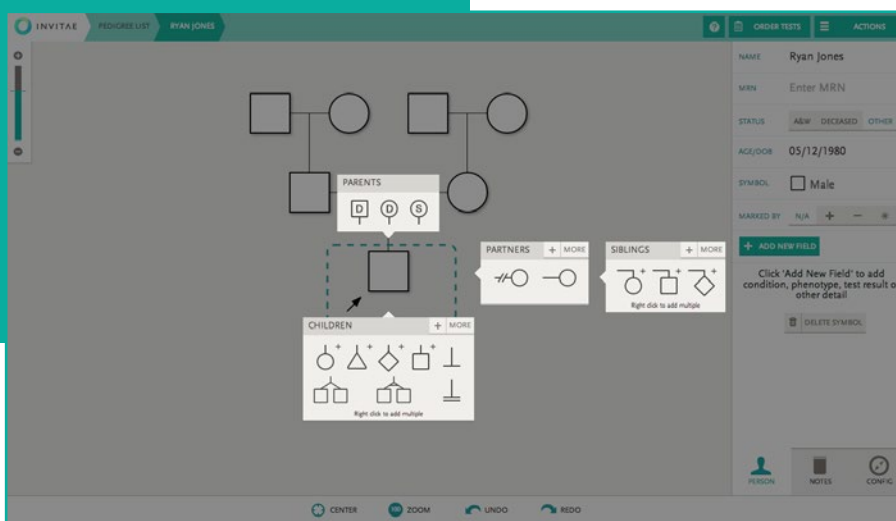 INVITAE PEDIGREE LIST RYAN JONES ? ORDER TESTS ACTIONS
NAME Ryan Jones
MRN Enter MRN
STATUS A&W DECEASED OTHER
AGE/DOB 05/12/1980
SYMBOL Male
MARKED BY N/A + − *
+ ADD NEW FIELD
Click 'Add New Field' to add
condition, phenotype, test result o
other detail
DELETE SYMBOL
PARENTS
D D S
PARTNERS + MORE
SIBLINGS + MORE
+ + +
Right click to add multiple
CHILDREN + MORE
+ + + +
Right click to add multiple
PERSON NOTES CONFIG
CENTER 100 ZOOM UNDO REDO